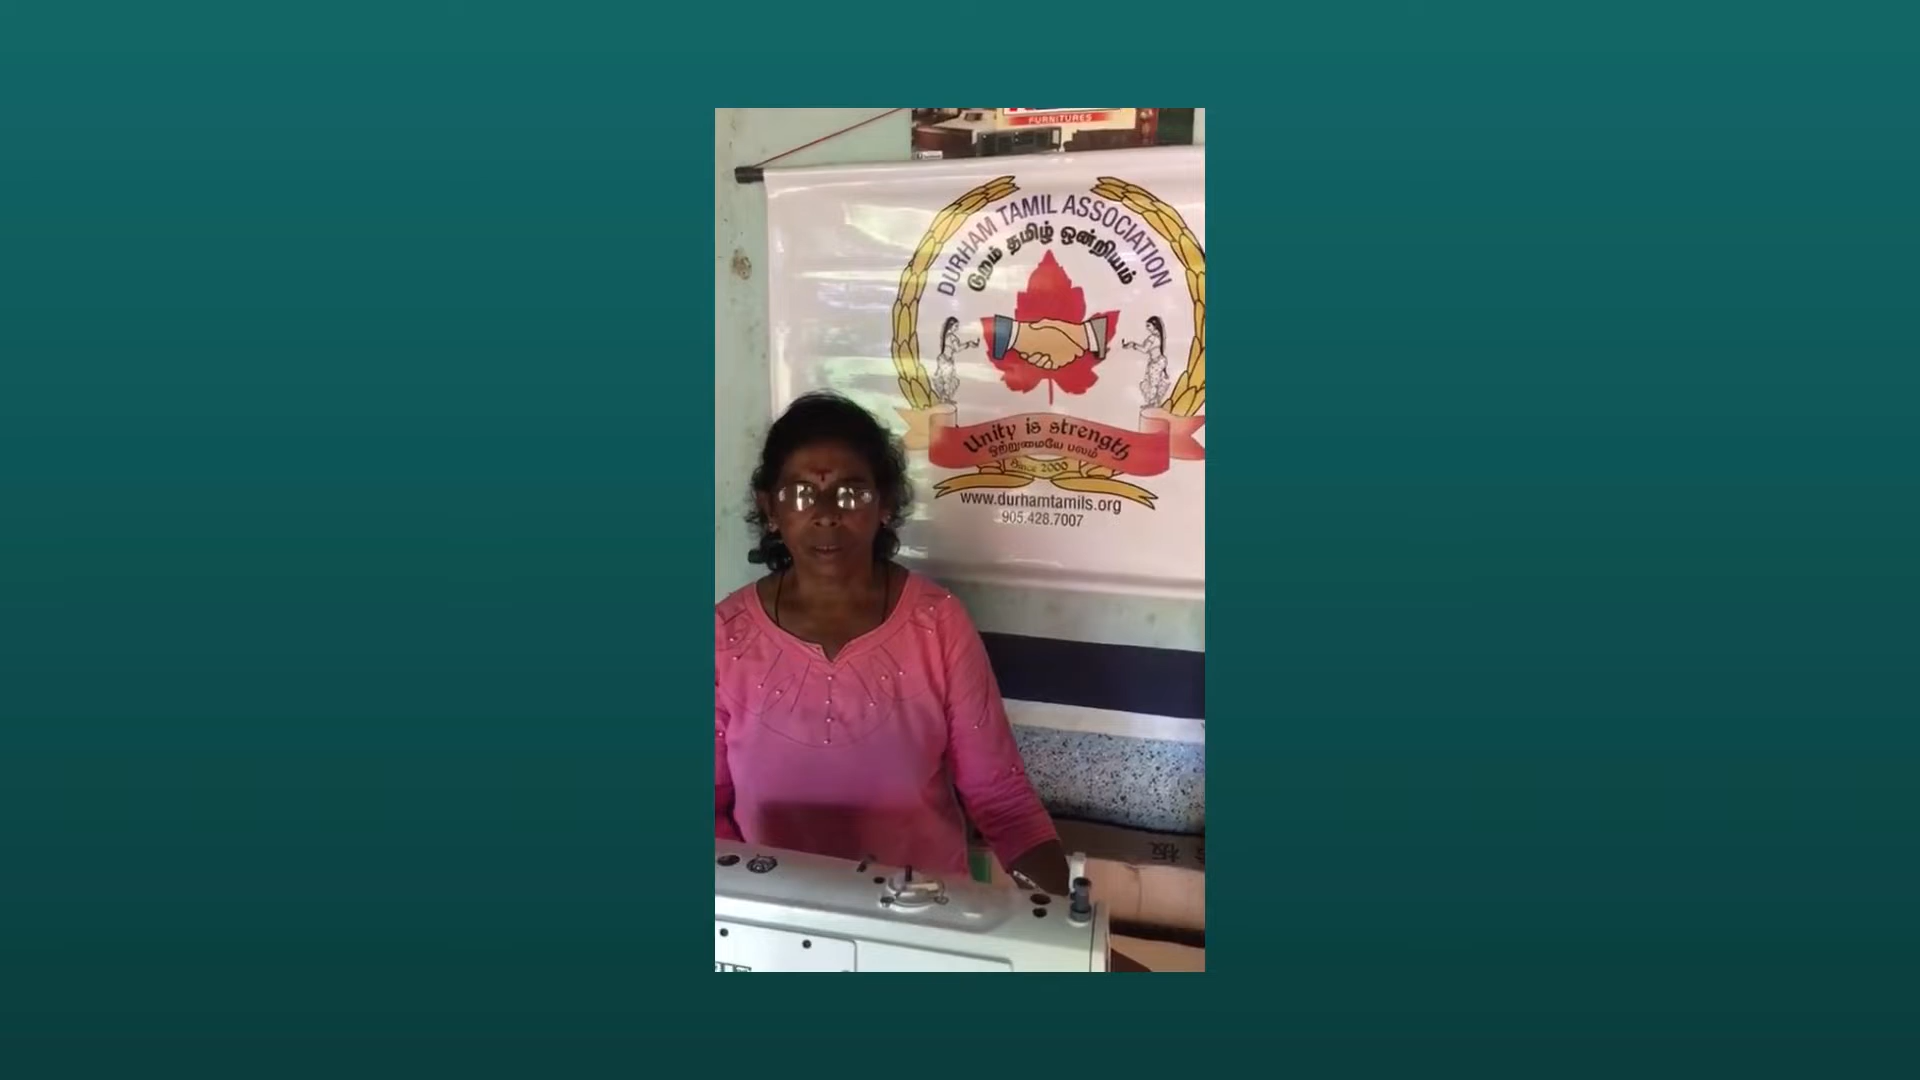 FURNITURES
DURHAM TAMIL ASSOCIATION
டுறம் தமிழ் ஒன்றியம்
Unity is strength
ஒற்றுமையே பலம்
Since 2000
www.durhamtamils.org
905.428.7007